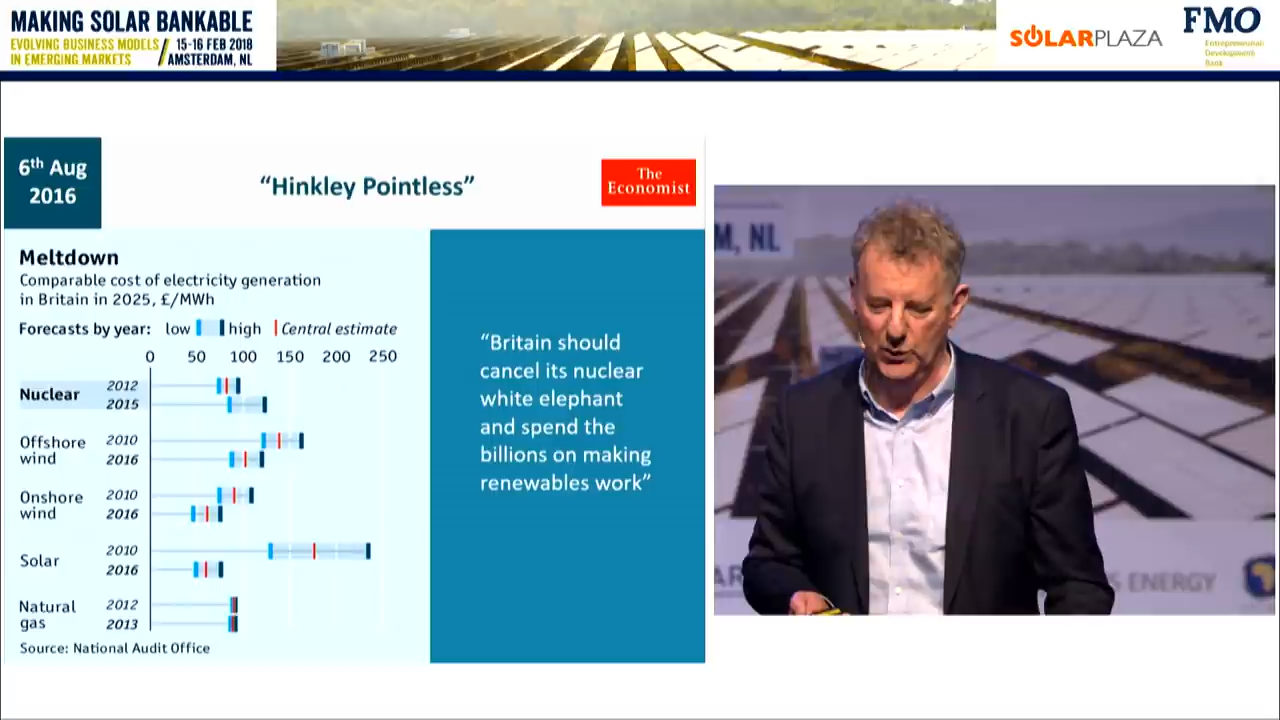 MAKING SOLAR BANKABLE
EVOLVING BUSINESS MODELS
IN EMERGING MARKETS
15-16 FEB 2018
AMSTERDAM, NL
SOLARPLAZA
FMO
Entrepreneurial
Development
Bank
6th Aug
2016
“Hinkley Pointless”
The
Economist
Meltdown
Comparable cost of electricity generation
in Britain in 2025, £/MWh
Forecasts by year: low high Central estimate
0 50 100 150 200 250
Nuclear 2012
2015
Offshore 2010
wind 2016
Onshore 2010
wind 2016
Solar 2010
2016
Natural 2012
gas 2013
Source: National Audit Office
“Britain should
cancel its nuclear
white elephant
and spend the
billions on making
renewables work”
M, NL
AR
S ENERGY